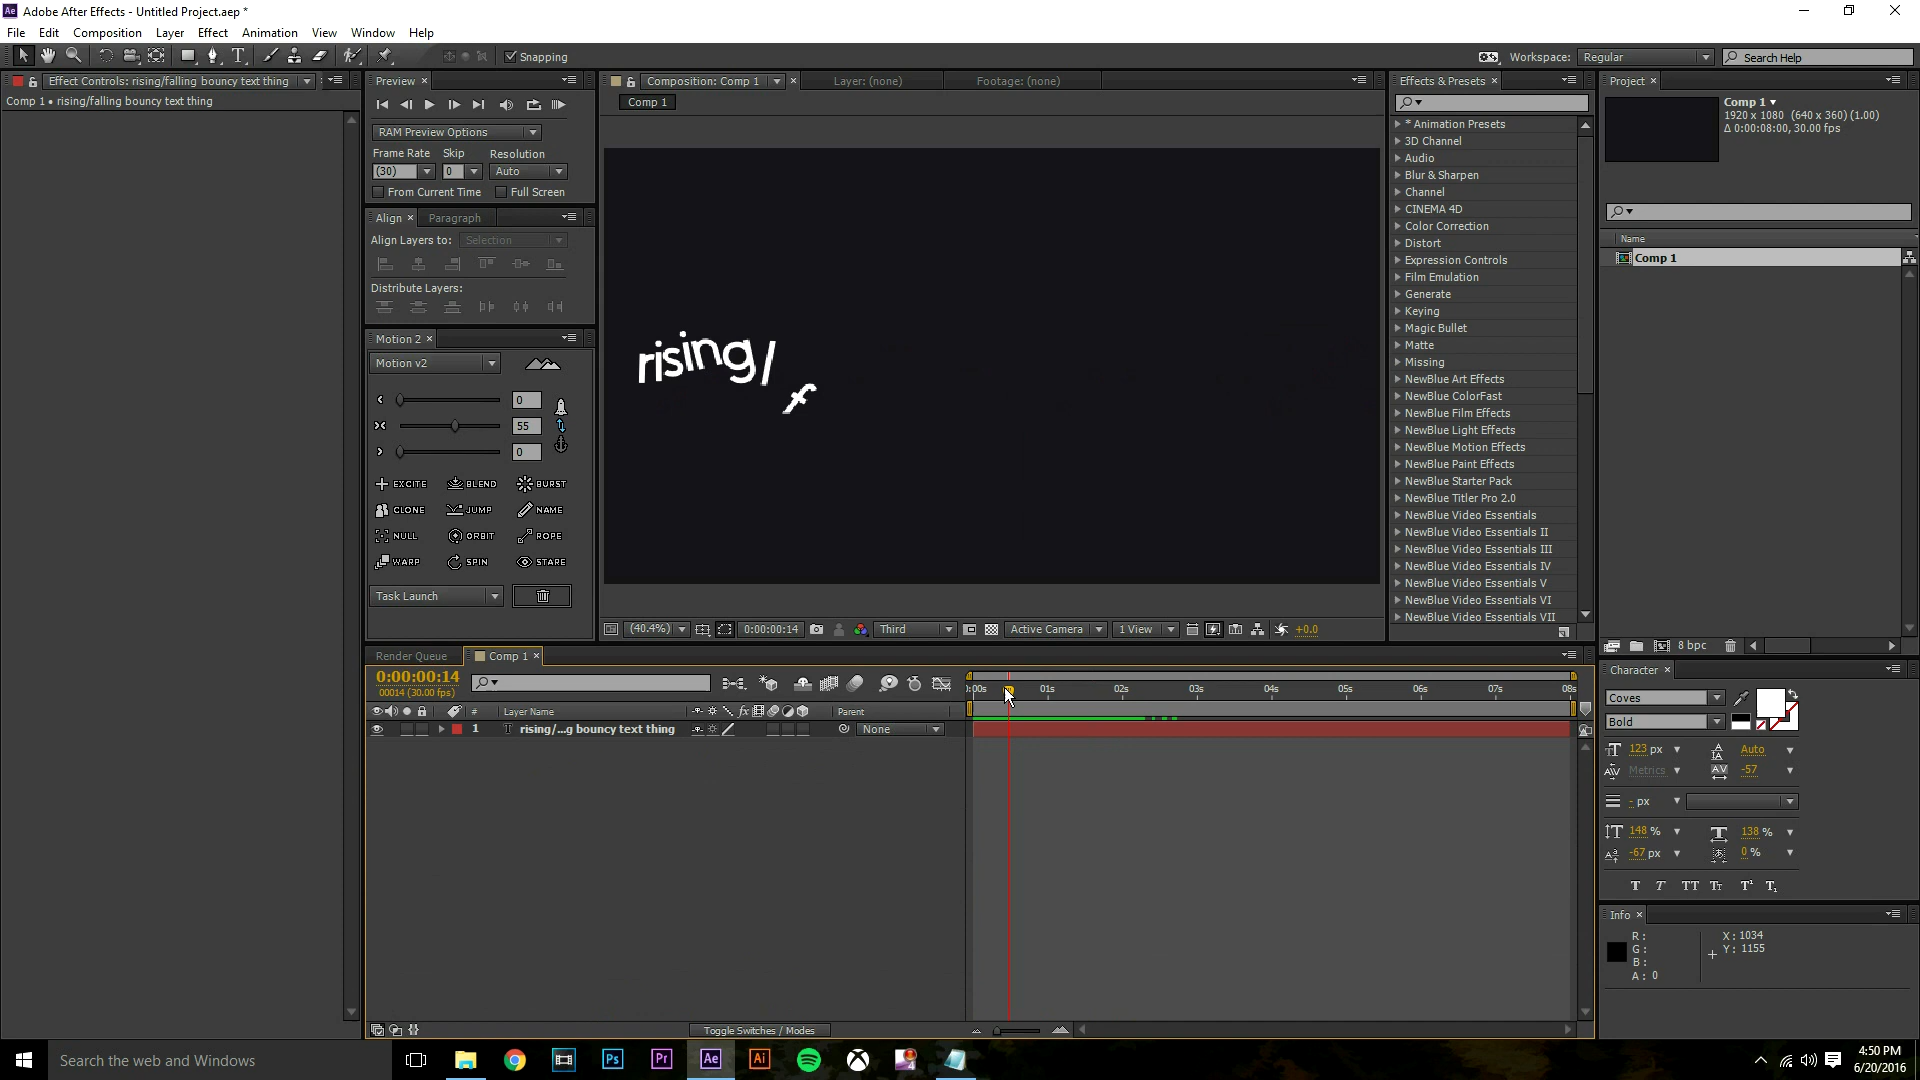 Ae Adobe After Effects - Untitled Project.aep *
File Edit Composition Layer Effect Animation View Window Help
Snapping Workspace: Regular Search Help
Effect Controls: rising/falling bouncy text thing
Comp 1 • rising/falling bouncy text thing
Preview
RAM Preview Options
Frame Rate Skip Resolution
(30) 0 Auto
From Current Time Full Screen
Align Paragraph
Align Layers to: Selection
Distribute Layers:
Motion 2
Motion v2
0
55
0
EXCITE BLEND BURST
CLONE JUMP NAME
NULL ORBIT ROPE
WARP SPIN STARE
Task Launch
Composition: Comp 1 Layer: (none) Footage: (none)
Comp 1
rising/
f
(40.4%) 0:00:00:14 Third Active Camera 1 View +0.0
Effects & Presets
* Animation Presets
3D Channel
Audio
Blur & Sharpen
Channel
CINEMA 4D
Color Correction
Distort
Expression Controls
Film Emulation
Generate
Keying
Magic Bullet
Matte
Missing
NewBlue Art Effects
NewBlue ColorFast
NewBlue Film Effects
NewBlue Light Effects
NewBlue Motion Effects
NewBlue Paint Effects
NewBlue Starter Pack
NewBlue Titler Pro 2.0
NewBlue Video Essentials
NewBlue Video Essentials II
NewBlue Video Essentials III
NewBlue Video Essentials IV
NewBlue Video Essentials V
NewBlue Video Essentials VI
NewBlue Video Essentials VII
Project
Comp 1
1920 x 1080 (640 x 360) (1.00)
Δ 0:00:08:00, 30.00 fps
Name
Comp 1
8 bpc
Render Queue Comp 1
0:00:00:14
00014 (30.00 fps)
):00s 01s 02s 03s 04s 05s 06s 07s 08s
# Layer Name fx Parent
1 T rising/...g bouncy text thing None
Toggle Switches / Modes
Character
Coves
Bold
123 px Auto
Metrics -57
- px
148 % 138 %
-67 px 0 %
T T TT Tt T¹ T₁
Info
R: X: 1034
G: Y: 1155
B:
A: 0
Search the web and Windows Ps Pr Ae Ai
4:50 PM
6/20/2016